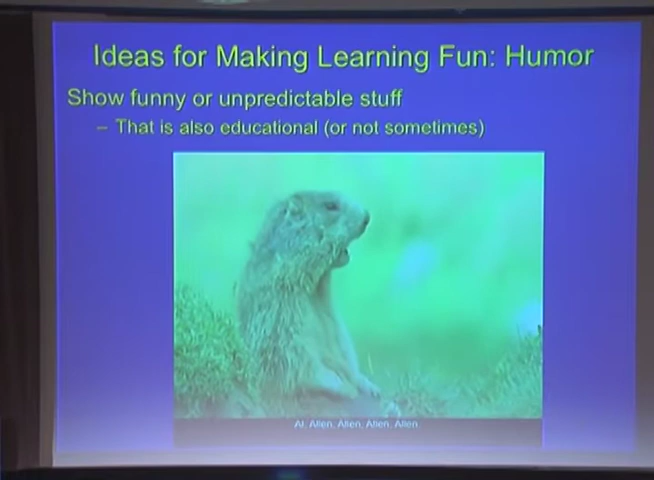 Ideas for Making Learning Fun: Humor
Show funny or unpredictable stuff
– That is also educational (or not sometimes)
Al, Allen, Allen, Allen, Allen